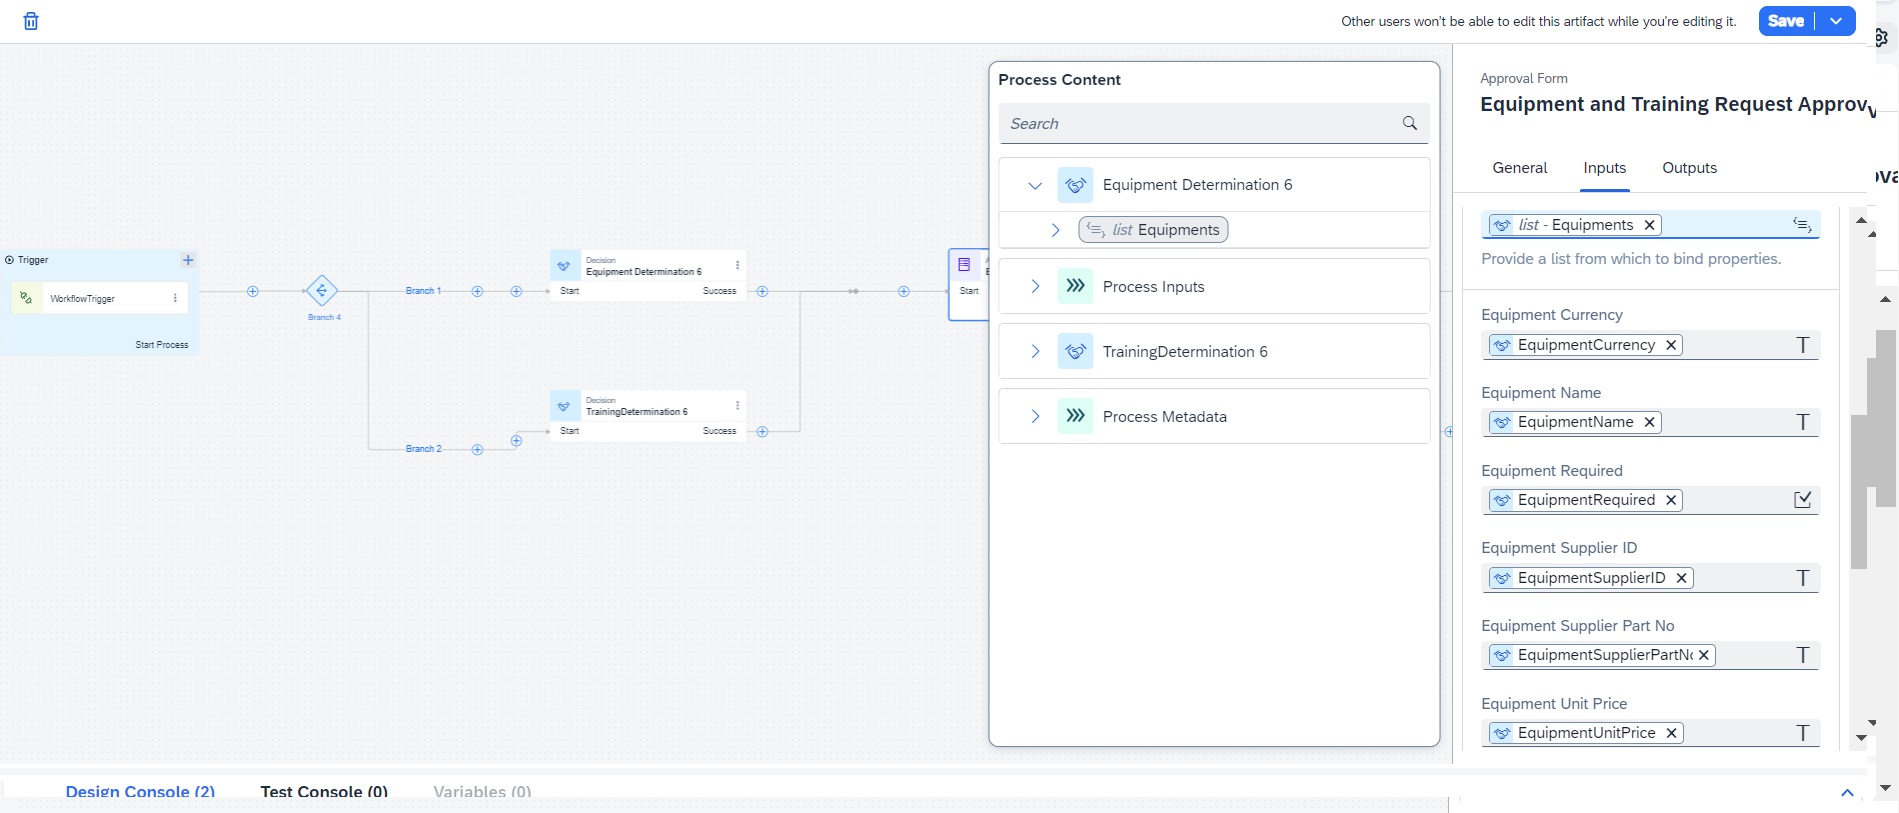 Other users won't be able to edit this artifact while you're editing it.
Save
Process Content
Search
Equipment Determination 6
list Equipments
Process Inputs
TrainingDetermination 6
Process Metadata
Trigger
WorkflowTrigger
Start Process
Branch 4
Branch 1
Decision
Equipment Determination 6
Start
Success
Branch 2
Decision
TrainingDetermination 6
Start
Success
Start
Approval Form
Equipment and Training Request Approv
General
Inputs
Outputs
list - Equipments
Provide a list from which to bind properties.
Equipment Currency
EquipmentCurrency
Equipment Name
EquipmentName
Equipment Required
EquipmentRequired
Equipment Supplier ID
EquipmentSupplierID
Equipment Supplier Part No
EquipmentSupplierPartNo
Equipment Unit Price
EquipmentUnitPrice
Design Console (2)
Test Console (0)
Variables (0)